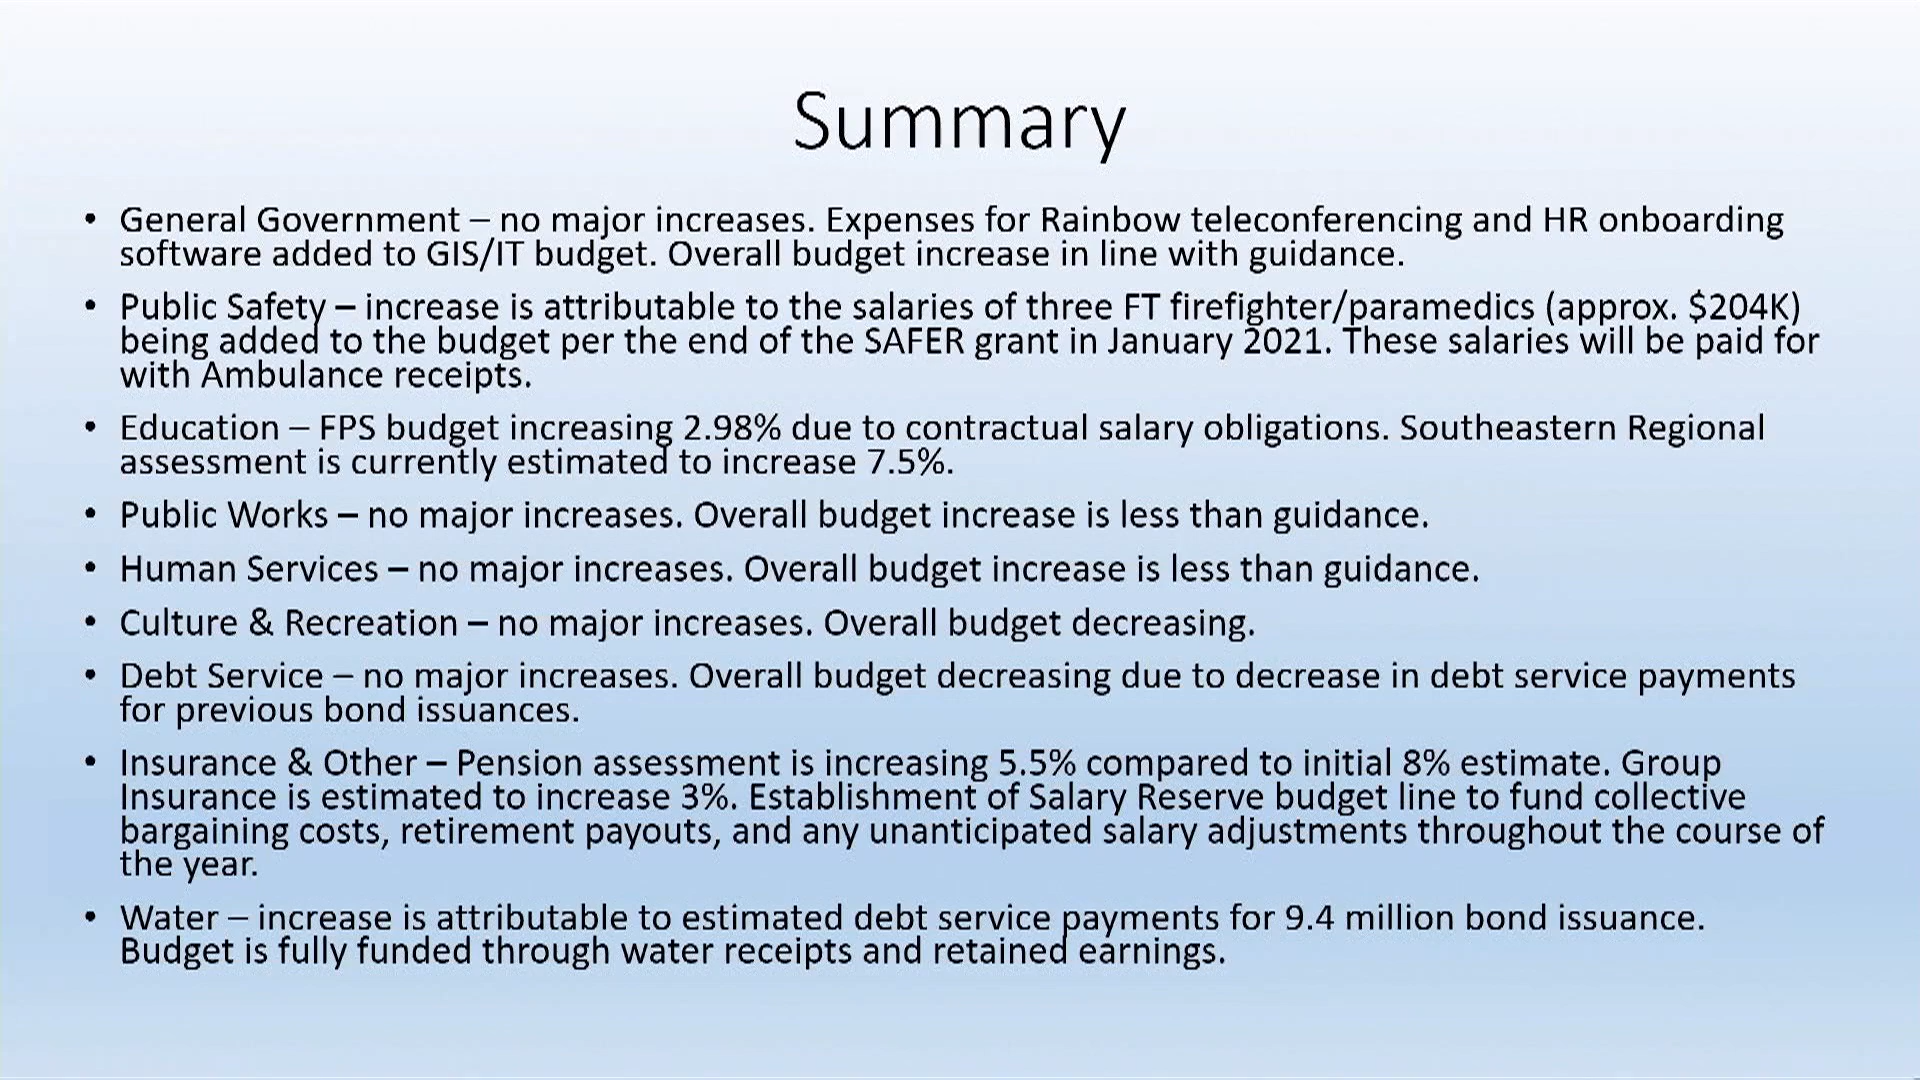 Summary
• General Government – no major increases. Expenses for Rainbow teleconferencing and HR onboarding
software added to GIS/IT budget. Overall budget increase in line with guidance.
• Public Safety – increase is attributable to the salaries of three FT firefighter/paramedics (approx. $204K)
being added to the budget per the end of the SAFER grant in January 2021. These salaries will be paid for
with Ambulance receipts.
• Education – FPS budget increasing 2.98% due to contractual salary obligations. Southeastern Regional
assessment is currently estimated to increase 7.5%.
• Public Works – no major increases. Overall budget increase is less than guidance.
• Human Services – no major increases. Overall budget increase is less than guidance.
• Culture & Recreation – no major increases. Overall budget decreasing.
• Debt Service – no major increases. Overall budget decreasing due to decrease in debt service payments
for previous bond issuances.
• Insurance & Other – Pension assessment is increasing 5.5% compared to initial 8% estimate. Group
Insurance is estimated to increase 3%. Establishment of Salary Reserve budget line to fund collective
bargaining costs, retirement payouts, and any unanticipated salary adjustments throughout the course of
the year.
• Water – increase is attributable to estimated debt service payments for 9.4 million bond issuance.
Budget is fully funded through water receipts and retained earnings.